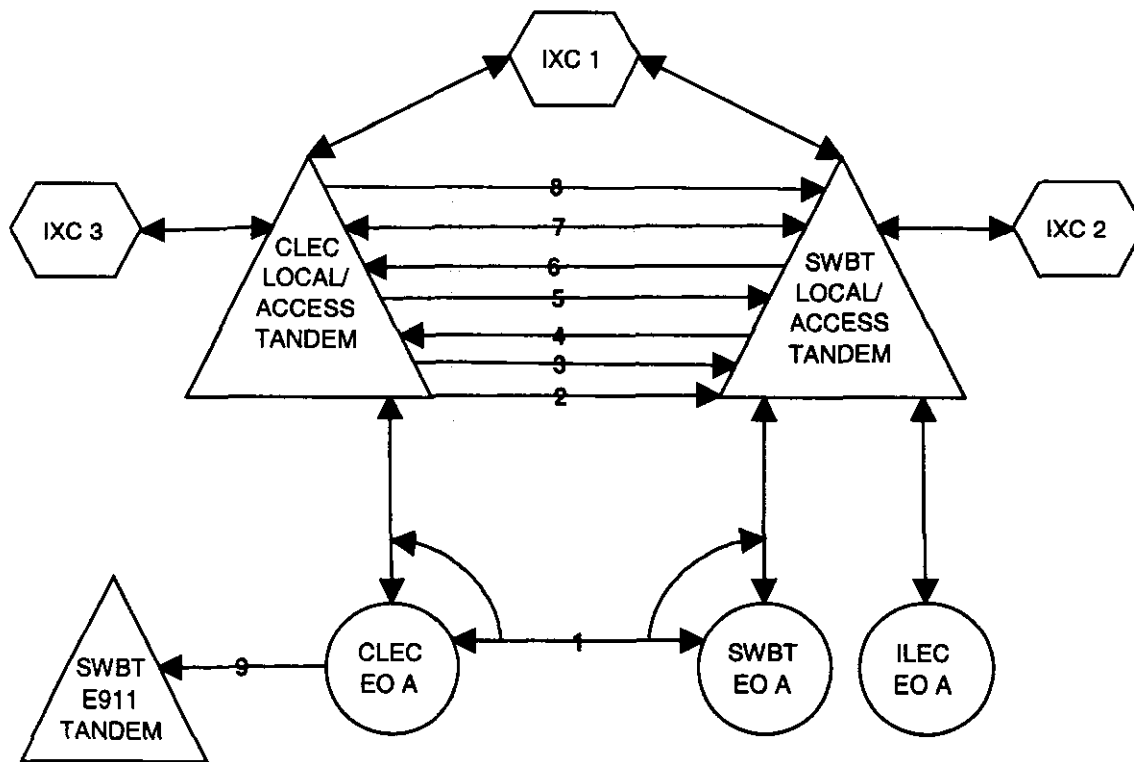 IXC 1
8
IXC 3
7
IXC 2
CLEC
LOCAL/
ACCESS
TANDEM
6
SWBT
LOCAL/
ACCESS
TANDEM
5
4
3
2
1
CLEC
EO A
SWBT
EO A
ILEC
EO A
9
SWBT
E911
TANDEM